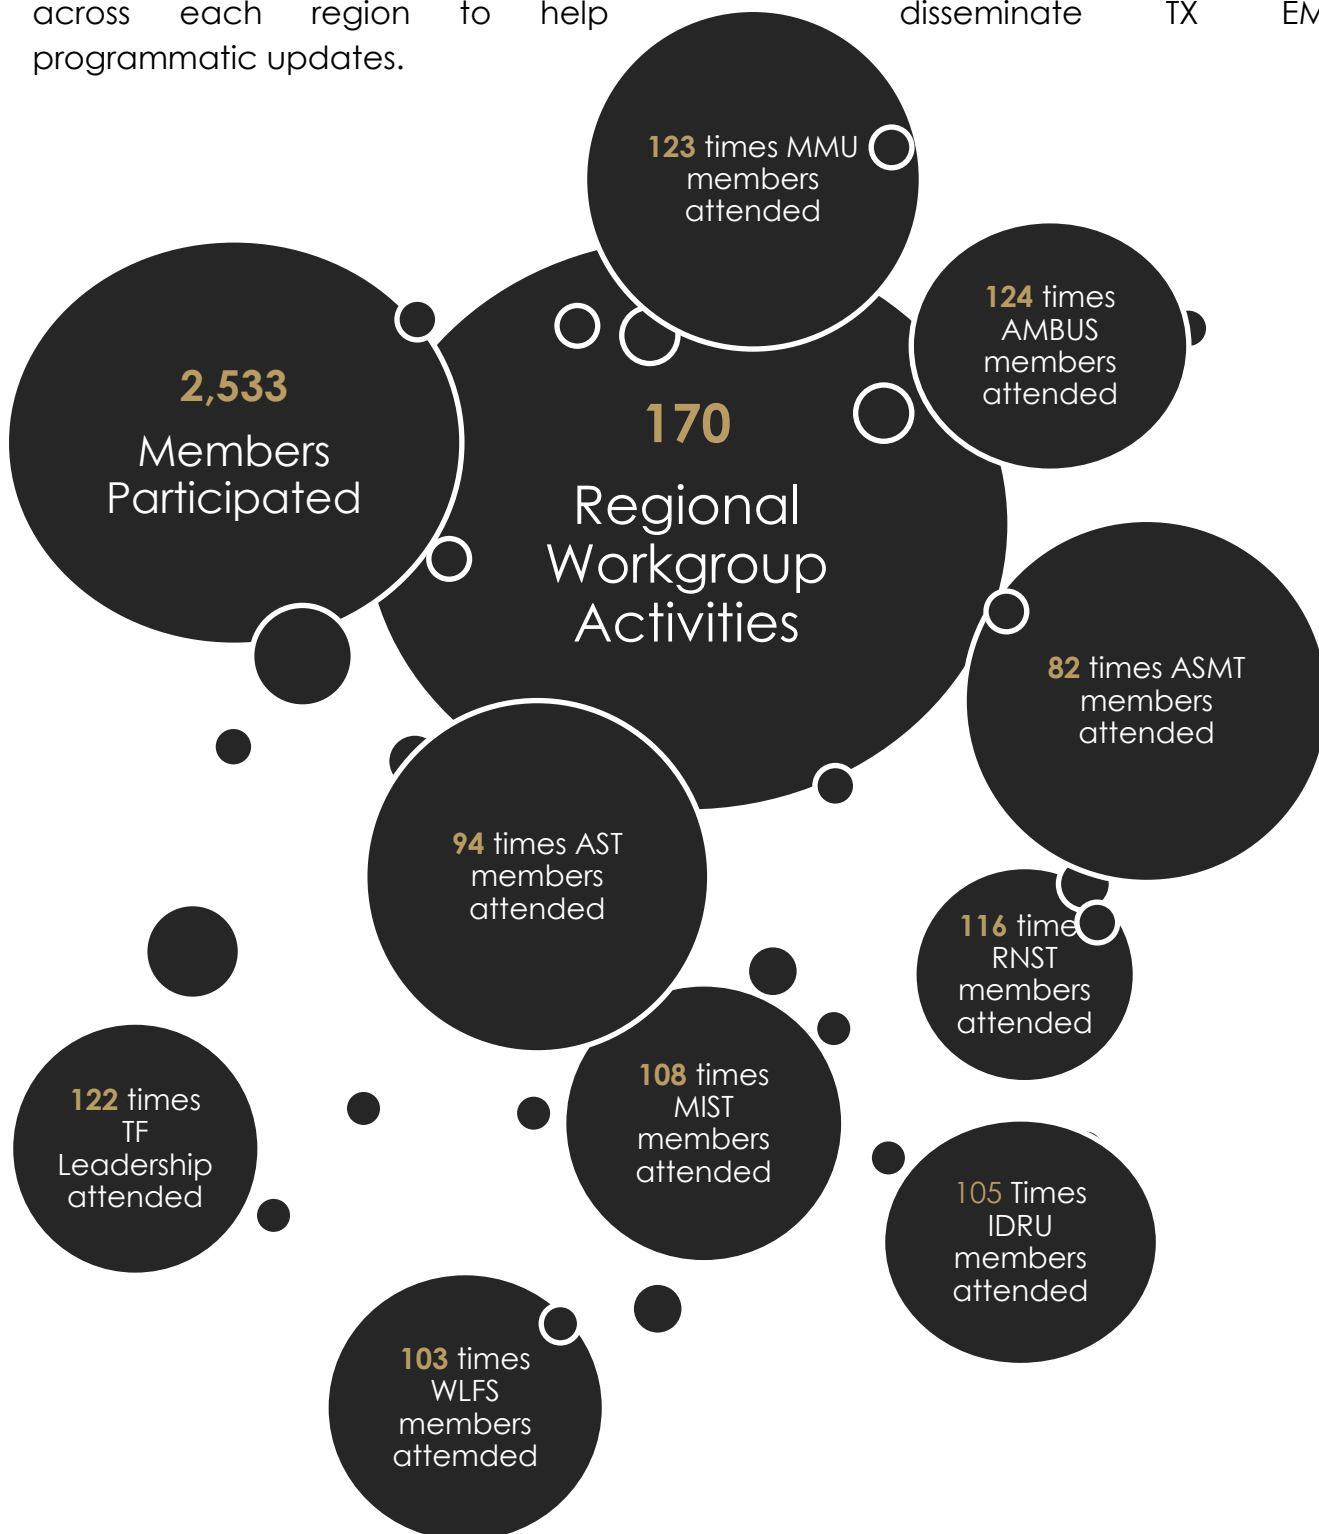 across each region to help disseminate TX EM
programmatic updates.
123 times MMU
members
attended
124 times
AMBUS
members
attended
2,533
Members
Participated
170
Regional
Workgroup
Activities
82 times ASMT
members
attended
94 times AST
members
attended
116 time
RNST
members
attended
108 times
MIST
members
attended
122 times
TF
Leadership
attended
105 Times
IDRU
members
attended
103 times
WLFS
members
attemded